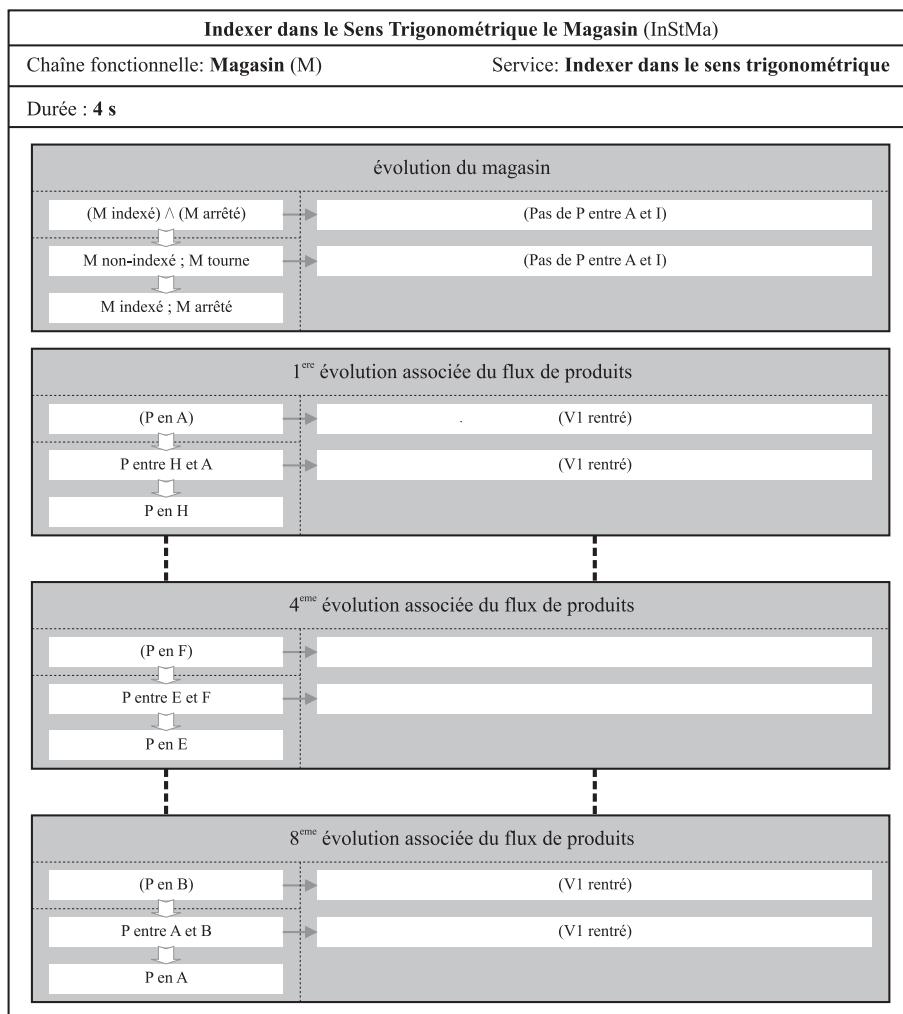 Indexer dans le Sens Trigonométrique le Magasin (InStMa)
Chaîne fonctionnelle: Magasin (M) Service: Indexer dans le sens trigonométrique
Durée : 4 s
évolution du magasin
(M indexé) /\ (M arrêté) (Pas de P entre A et I)
M non-indexé ; M tourne (Pas de P entre A et I)
M indexé ; M arrêté
1ere évolution associée du flux de produits
(P en A) (V1 rentré)
P entre H et A (V1 rentré)
P en H
4eme évolution associée du flux de produits
(P en F)
P entre E et F
P en E
8eme évolution associée du flux de produits
(P en B) (V1 rentré)
P entre A et B (V1 rentré)
P en A